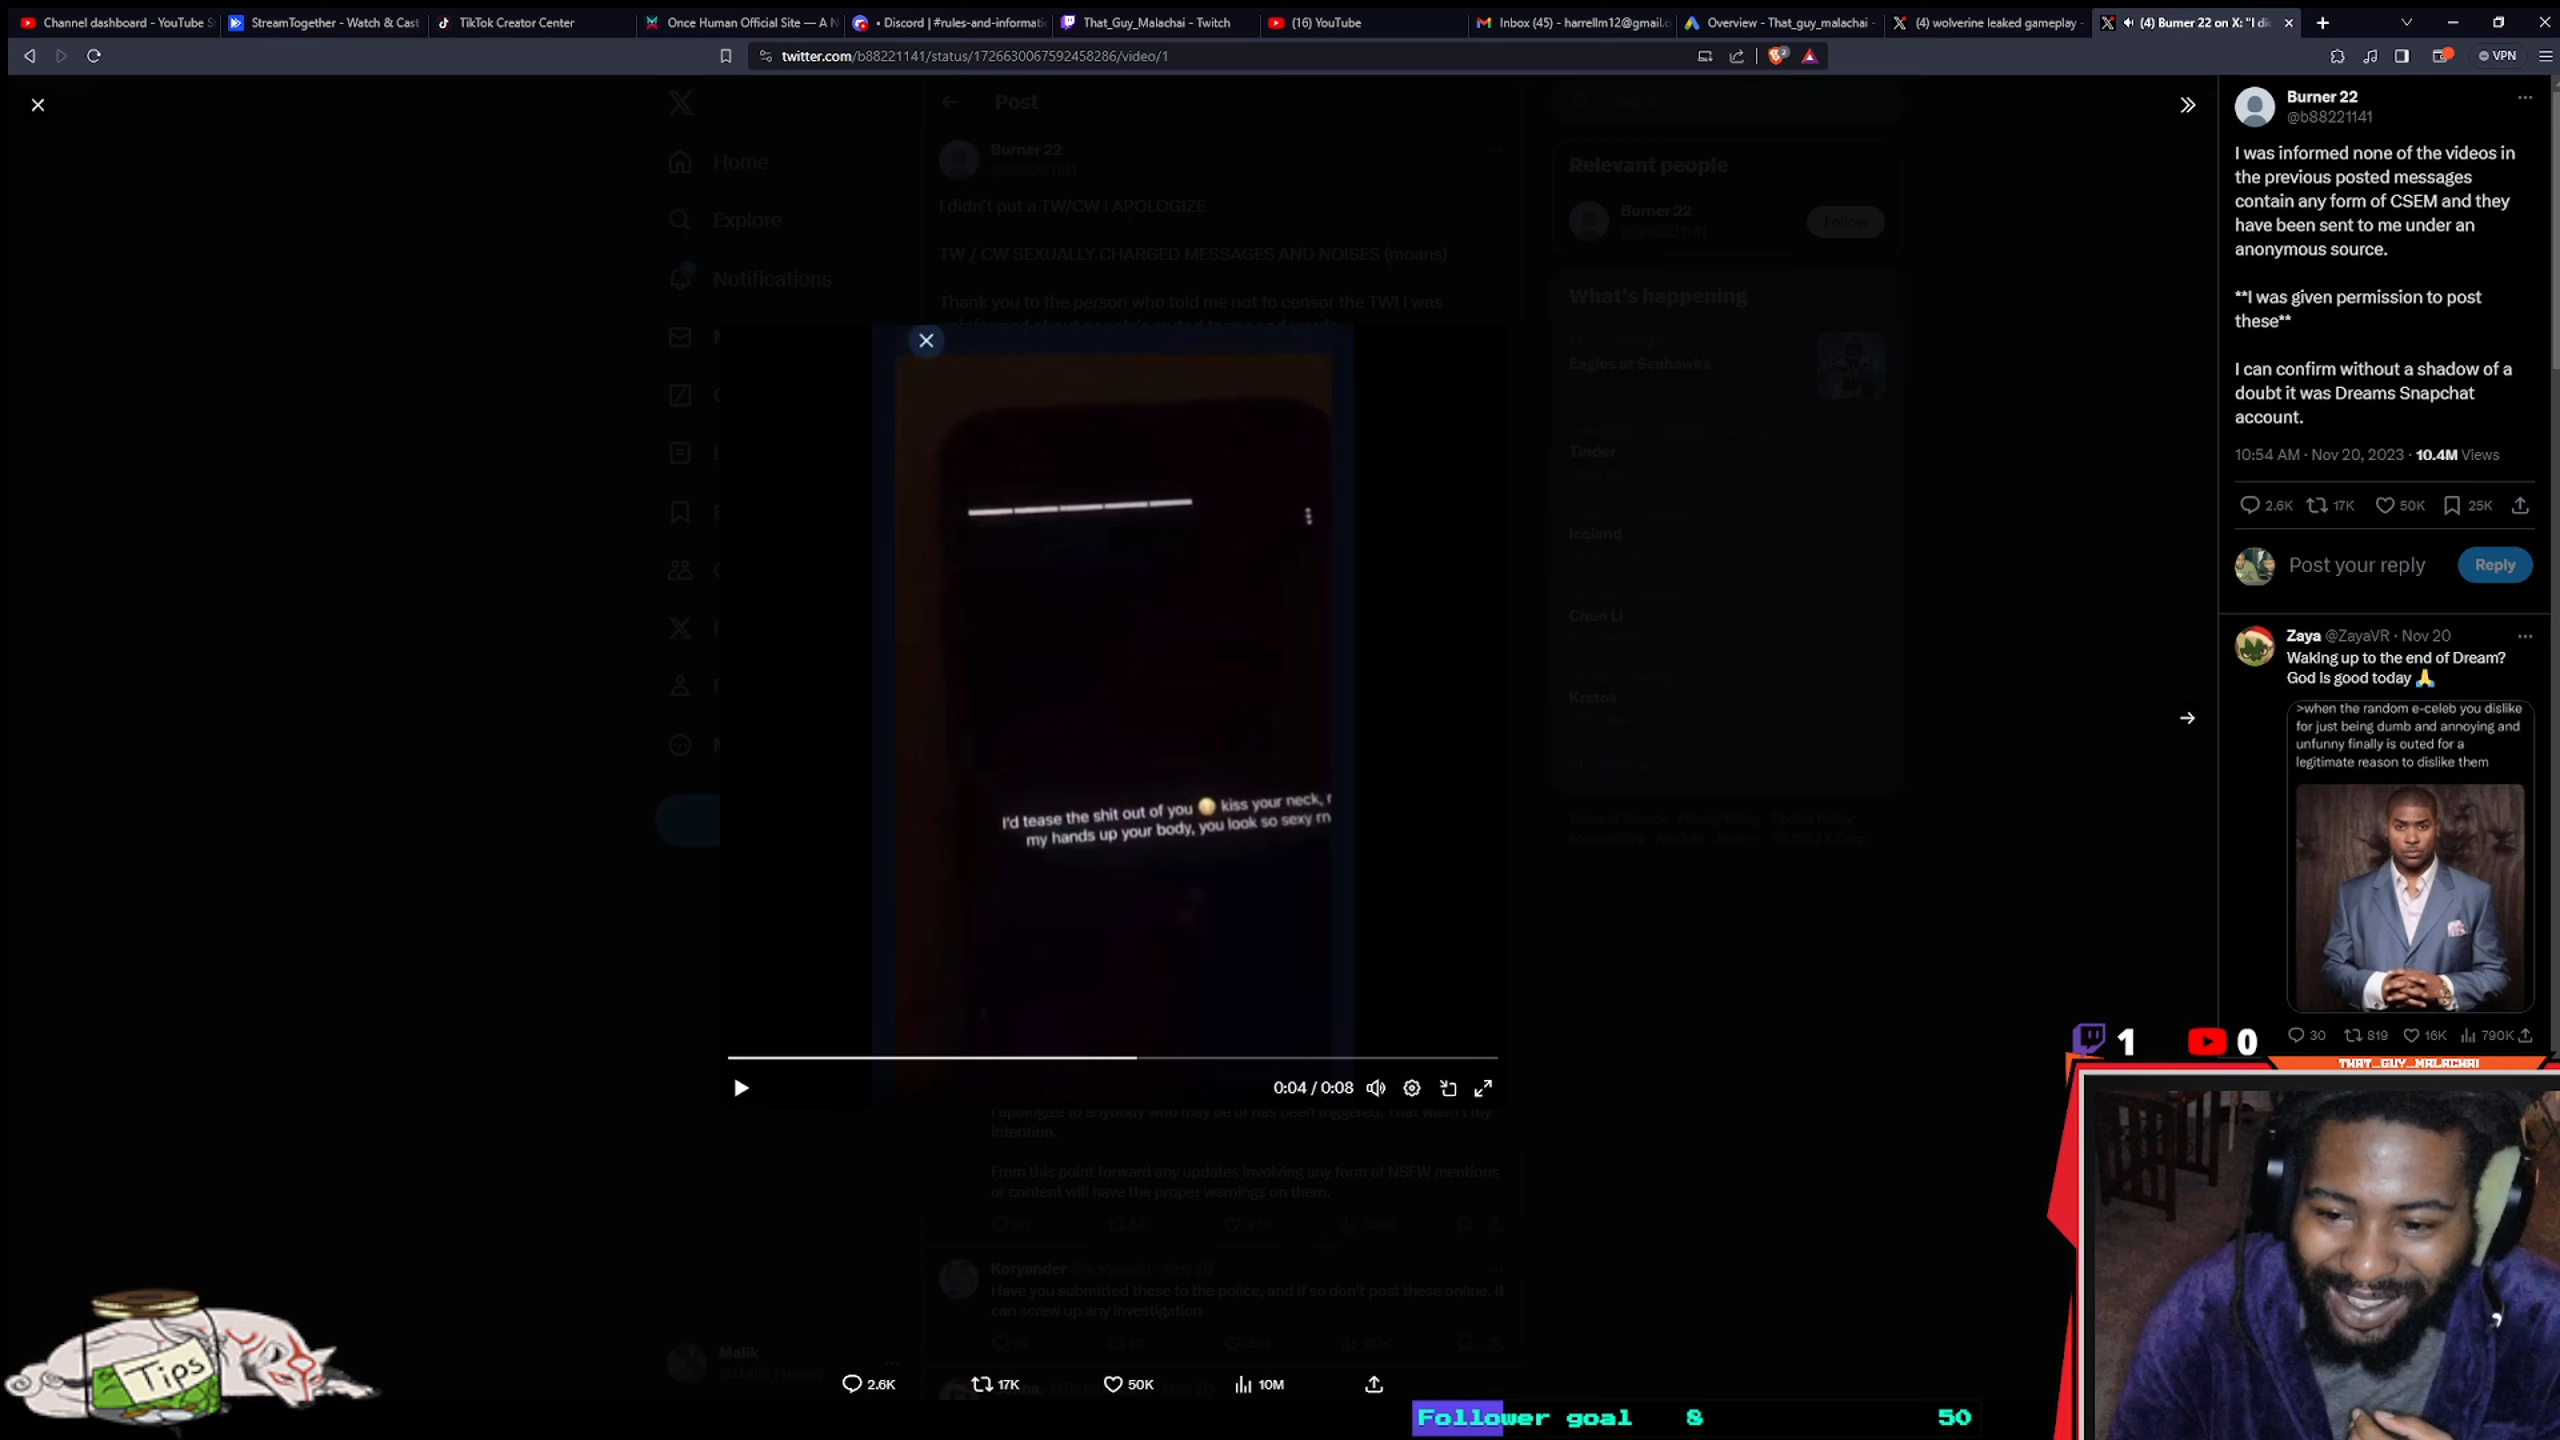 Channel dashboard - YouTube S
StreamTogether - Watch & Cast
TikTok Creator Center
Once Human Official Site — A N
• Discord | #rules-and-informati
That_Guy_Malachai - Twitch
(16) YouTube
Inbox (45) - harrellm12@gmail.c
Overview - That_guy_malachai -
(4) wolverine leaked gameplay -
(4) Burner 22 on X: "I di
twitter.com/b88221141/status/1726630067592458286/video/1
VPN
Post
Burner 22
@b88221141
I didn't put a TW/CW I APOLOGIZE
TW / CW SEXUALLY CHARGED MESSAGES AND NOISES (moans)
Thank you to the person who told me not to censor the TW! I was
Home
Explore
Notifications
Relevant people
Burner 22
Follow
What's happening
Eagles at Seahawks
Tinder
Iceland
Chun Li
Kratos
I'd tease the shit out of you kiss your neck, r
my hands up your body, you look so sexy rn
0:04 / 0:08
I apologize to anybody who may be or has been triggered. That wasn't my
intention.
From this point forward any updates involving any form of NSFW mentions
or content will have the proper warnings on them.
Koryander
Have you submitted these to the police, and if so don't post these online. It
can screw up any investigation
Malik
2.6K
17K
50K
10M
Burner 22
@b88221141
I was informed none of the videos in
the previous posted messages
contain any form of CSEM and they
have been sent to me under an
anonymous source.
**I was given permission to post
these**
I can confirm without a shadow of a
doubt it was Dreams Snapchat
account.
10:54 AM · Nov 20, 2023 · 10.4M Views
2.6K 17K 50K 25K
Post your reply
Reply
Zaya @ZayaVR · Nov 20
Waking up to the end of Dream?
God is good today 🙏
>when the random e-celeb you dislike
for just being dumb and annoying and
unfunny finally is outed for a
legitimate reason to dislike them
30 819 16K 790K
1 0
THAT_GUY_MALACHAI
Tips
Follower goal 8 50